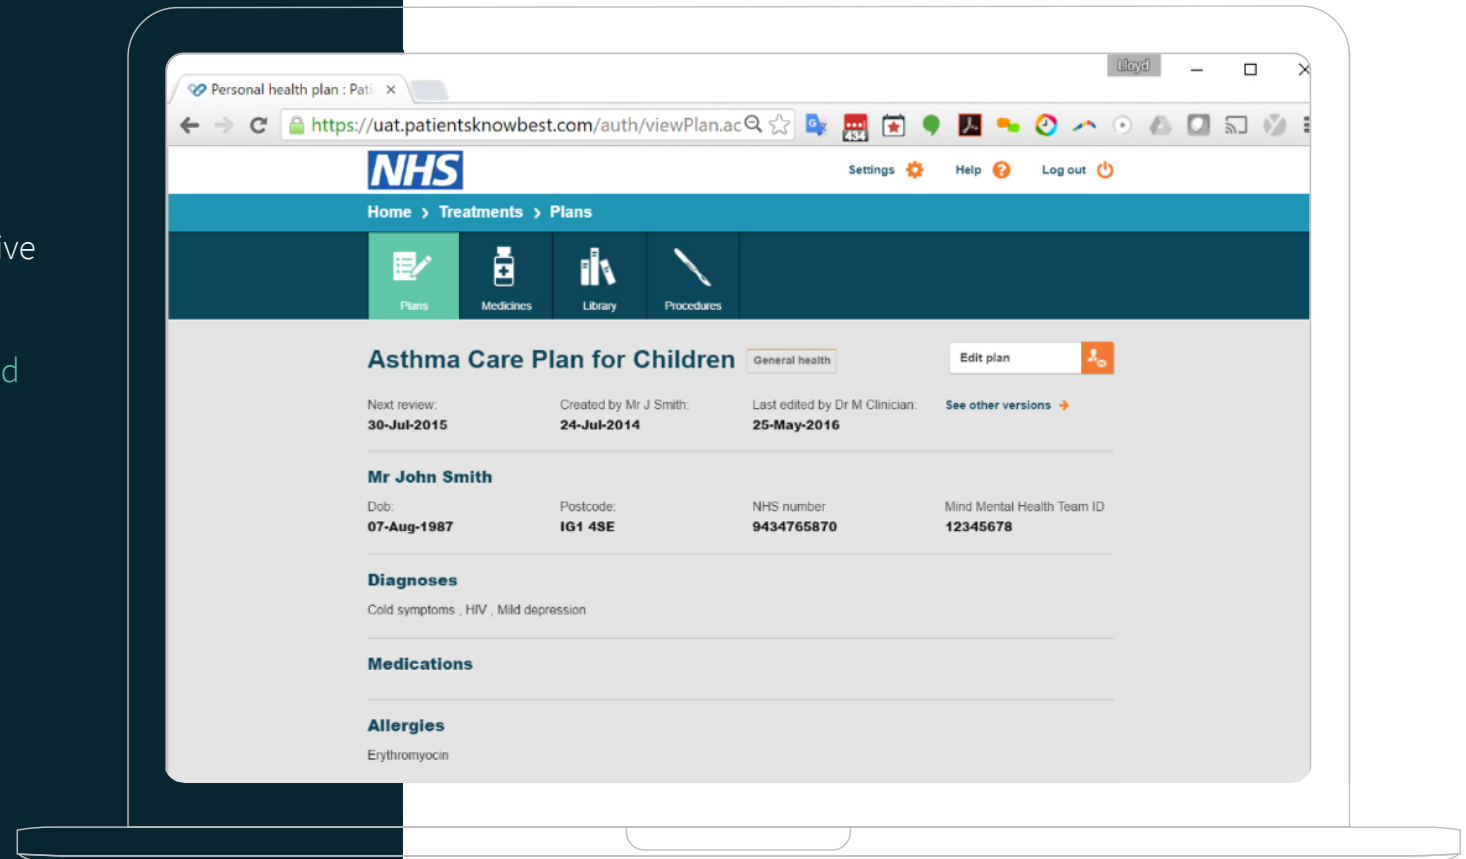 Lloyd
Personal health plan : Pati
https://uat.patientsknowbest.com/auth/viewPlan.ac
434
NHS
Settings
Help
Log out
Home > Treatments > Plans
ive
Plans
Medicines
Library
Procedures
d
Asthma Care Plan for Children
General health
Edit plan
Next review:
Created by Mr J Smith:
Last edited by Dr M Clinician:
See other versions
30-Jul-2015
24-Jul-2014
25-May-2016
Mr John Smith
Dob:
Postcode:
NHS number
Mind Mental Health Team ID
07-Aug-1987
IG1 4SE
9434765870
12345678
Diagnoses
Cold symptoms , HIV , Mild depression
Medications
Allergies
Erythromyocin